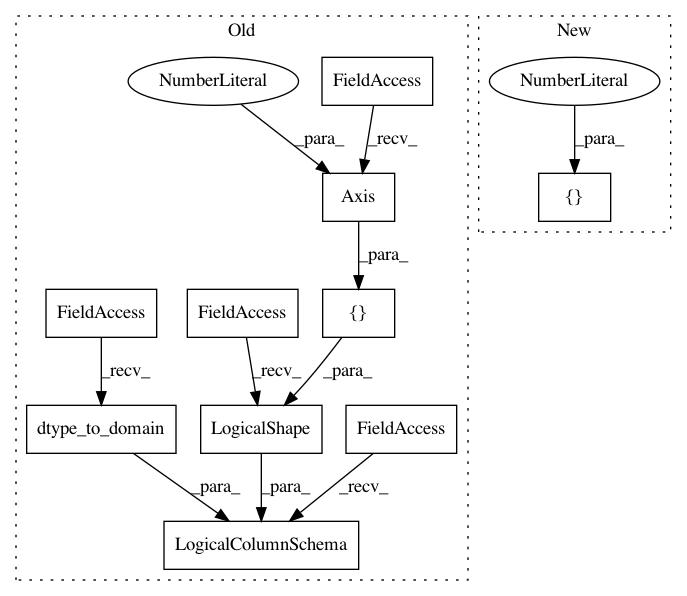 Old
New
NumberLiteral
FieldAccess
NumberLiteral
_para_
_recv_
_para_
Axis
{}
_para_
FieldAccess
FieldAccess
{}
_recv_
_recv_
_para_
dtype_to_domain
LogicalShape
FieldAccess
_para_
_para_
_recv_
LogicalColumnSchema